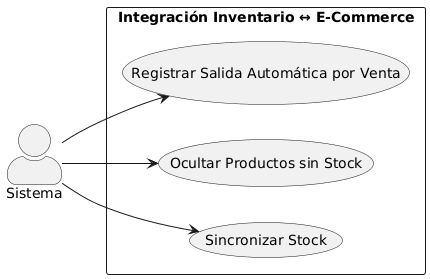 Integración Inventario ↔ E-Commerce
Registrar Salida Automática por Venta
Ocultar Productos sin Stock
Sistema
Sincronizar Stock